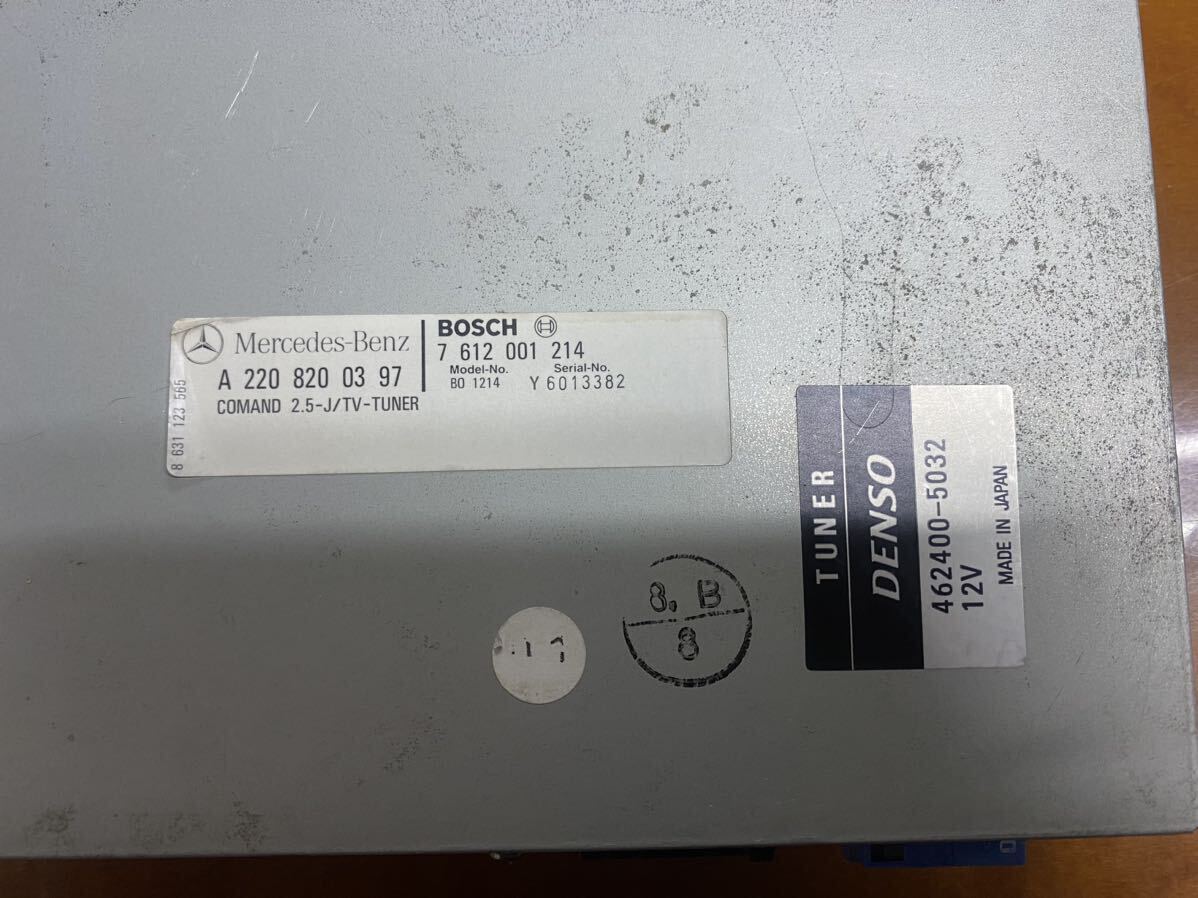 Mercedes-Benz
A 220 820 03 97
COMAND 2.5-J/TV-TUNER
8 631 123 565
BOSCH
7 612 001 214
Model-No. Serial-No.
BO 1214 Y 6013382
TUNER
DENSO
462400-5032
12V
MADE IN JAPAN
8. B
8